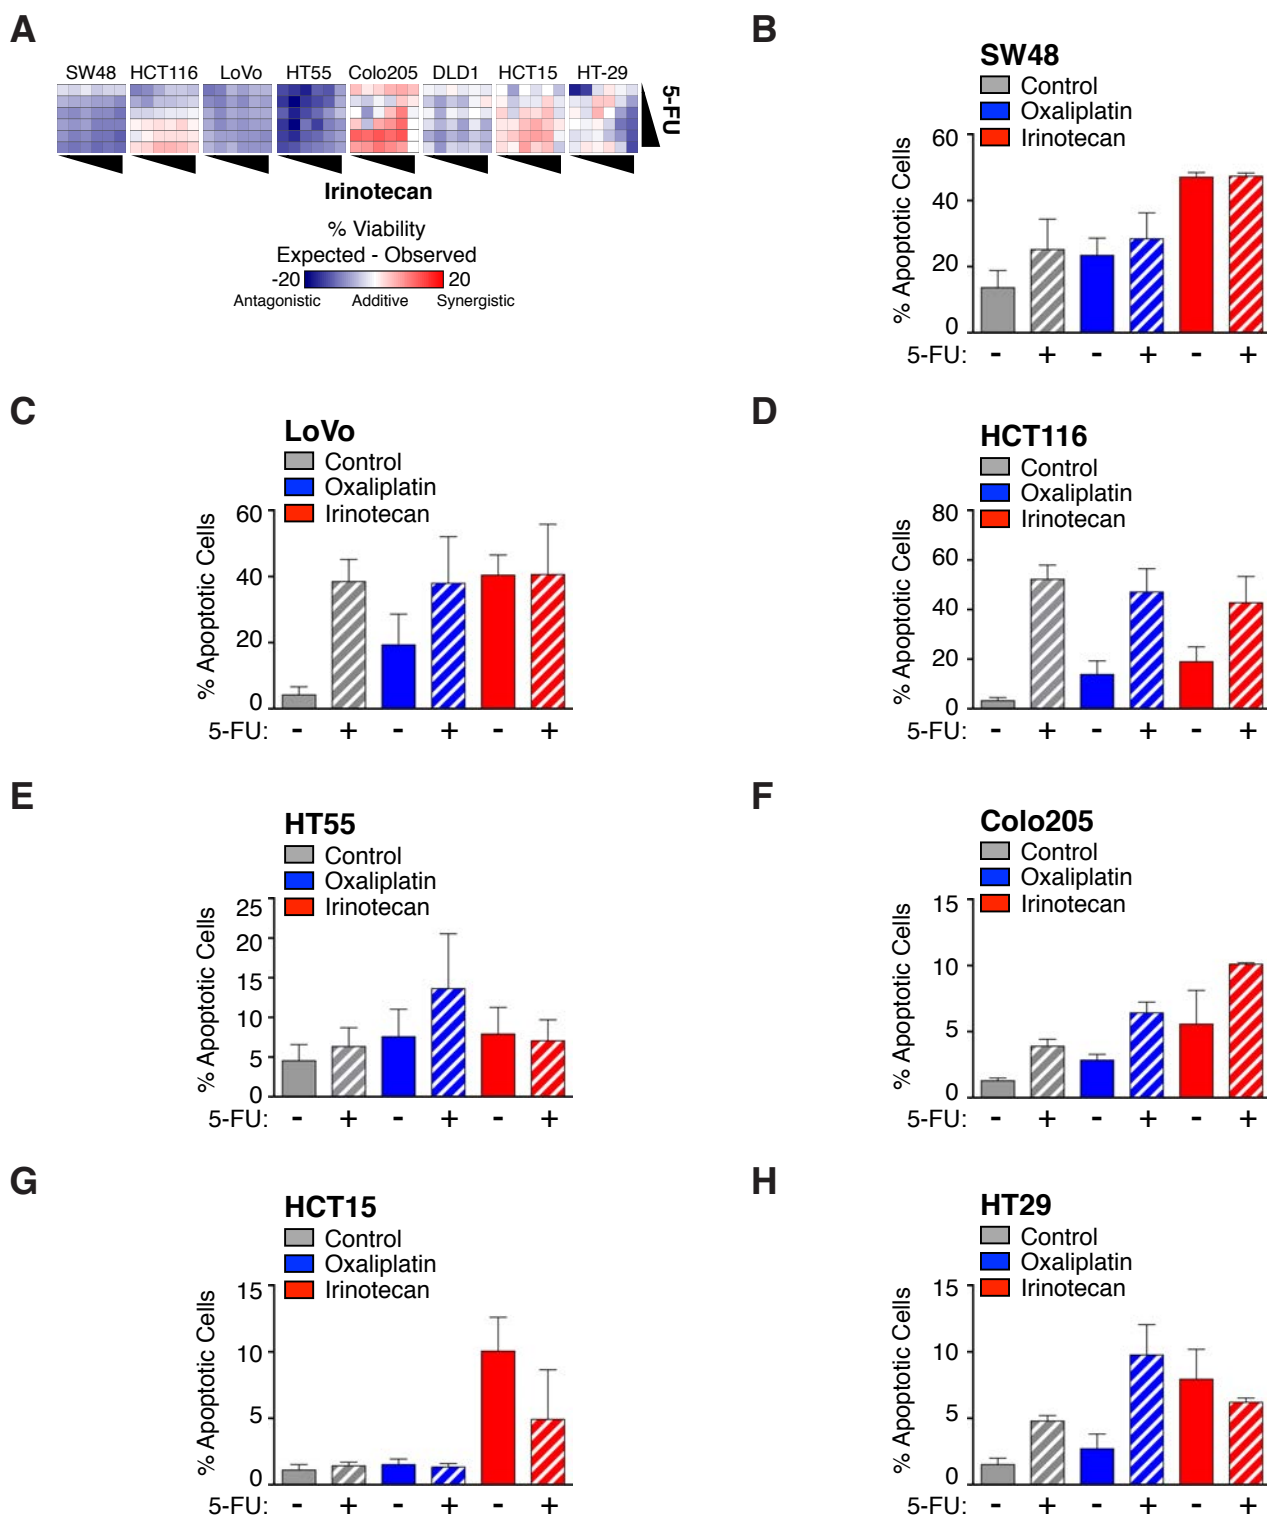 A
SW48 HCT116 LoVo HT55 Colo205 DLD1 HCT15 HT-29
5-FU
Irinotecan
% Viability
Expected - Observed
-20 20
Antagonistic Additive Synergistic
B
SW48
Control
Oxaliplatin
Irinotecan
% Apoptotic Cells
60
40
20
0
5-FU: - + - + - +
C
LoVo
Control
Oxaliplatin
Irinotecan
% Apoptotic Cells
60
40
20
0
5-FU: - + - + - +
D
HCT116
Control
Oxaliplatin
Irinotecan
% Apoptotic Cells
80
60
40
20
0
5-FU: - + - + - +
E
HT55
Control
Oxaliplatin
Irinotecan
% Apoptotic Cells
25
20
15
10
5
0
5-FU: - + - + - +
F
Colo205
Control
Oxaliplatin
Irinotecan
% Apoptotic Cells
15
10
5
0
5-FU: - + - + - +
G
HCT15
Control
Oxaliplatin
Irinotecan
% Apoptotic Cells
15
10
5
0
5-FU: - + - + - +
H
HT29
Control
Oxaliplatin
Irinotecan
% Apoptotic Cells
15
10
5
0
5-FU: - + - + - +